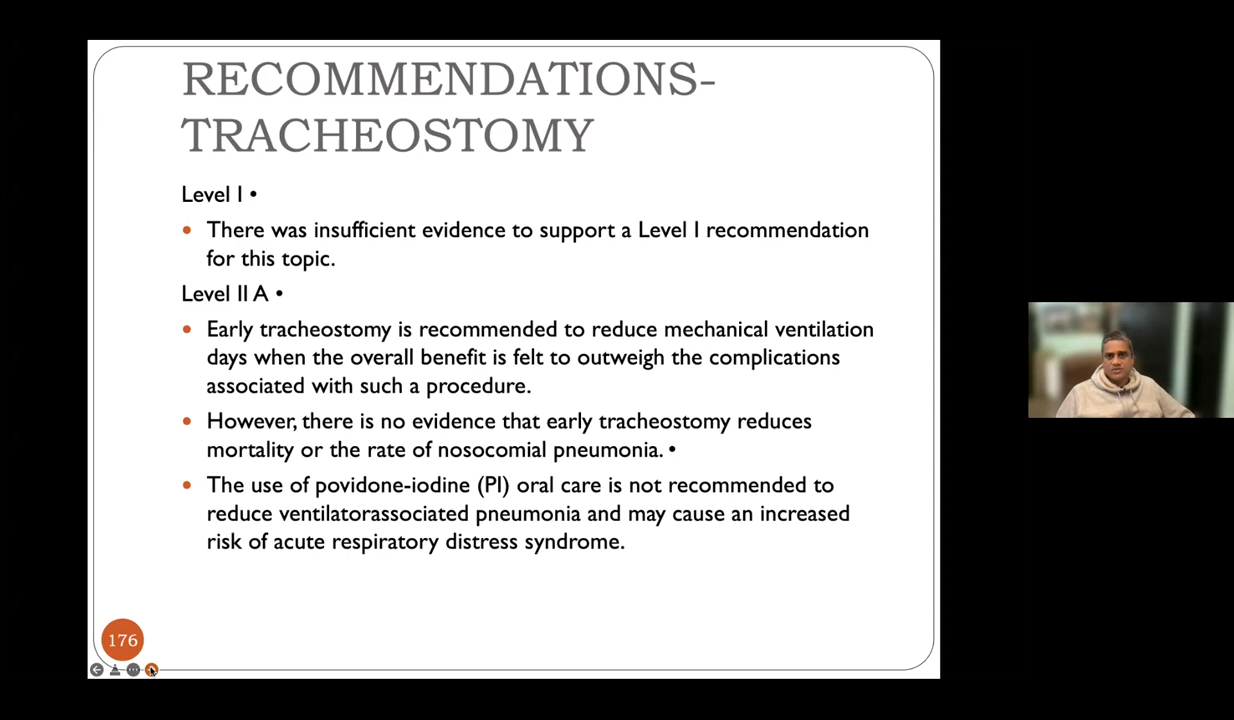 RECOMMENDATIONS-
TRACHEOSTOMY
Level I •
• There was insufficient evidence to support a Level I recommendation
for this topic.
Level II A •
• Early tracheostomy is recommended to reduce mechanical ventilation
days when the overall benefit is felt to outweigh the complications
associated with such a procedure.
• However, there is no evidence that early tracheostomy reduces
mortality or the rate of nosocomial pneumonia. •
• The use of povidone-iodine (PI) oral care is not recommended to
reduce ventilatorassociated pneumonia and may cause an increased
risk of acute respiratory distress syndrome.
176